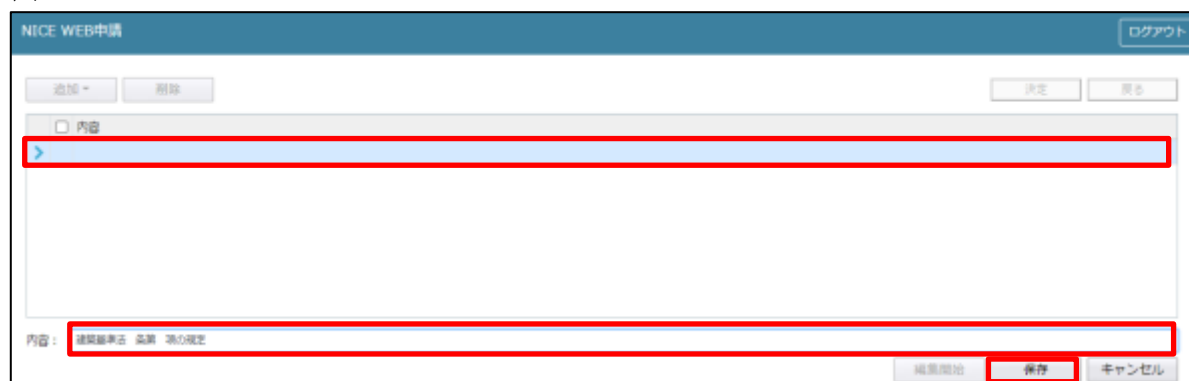 NICE WEB申請 ログアウト
追加 削除 決定 戻る
内容
内容： 建築基準法 条第 項の規定
編集開始 保存 キャンセル